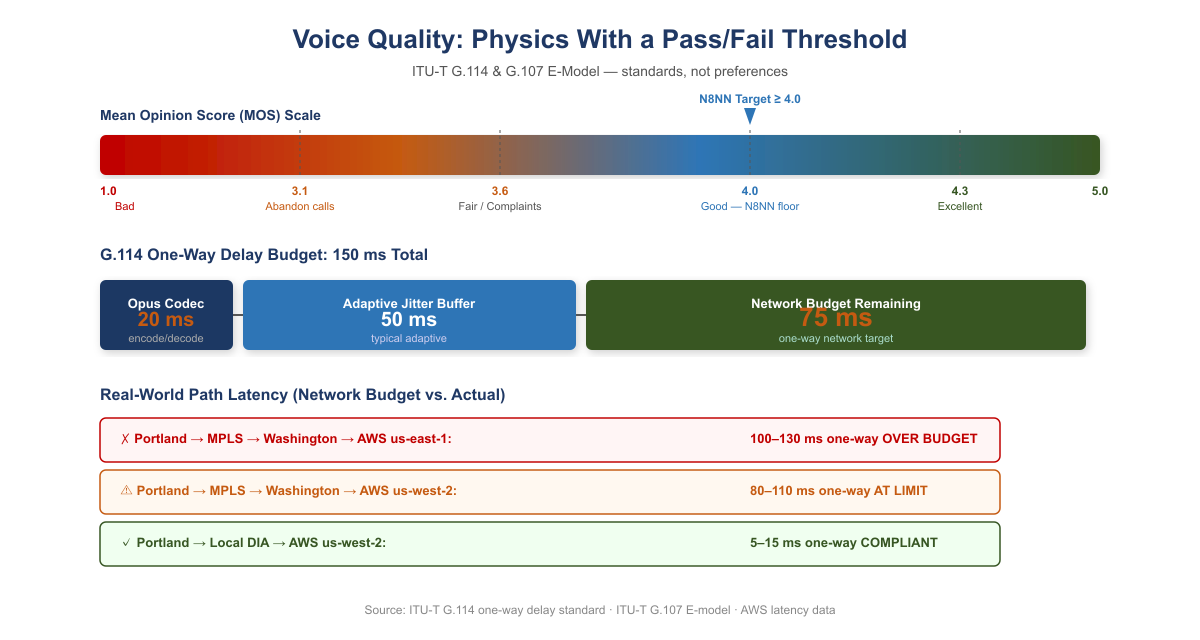 Voice Quality: Physics With a Pass/Fail Threshold
ITU-T G.114 & G.107 E-Model — standards, not preferences
N8NN Target ≥ 4.0
Mean Opinion Score (MOS) Scale
1.0 3.1 3.6 4.0 4.3 5.0
Bad Abandon calls Fair / Complaints Good — N8NN floor Excellent
G.114 One-Way Delay Budget: 150 ms Total
Opus Codec
20 ms
encode/decode
Adaptive Jitter Buffer
50 ms
typical adaptive
Network Budget Remaining
75 ms
one-way network target
Real-World Path Latency (Network Budget vs. Actual)
✗ Portland → MPLS → Washington → AWS us-east-1: 100–130 ms one-way OVER BUDGET
⚠ Portland → MPLS → Washington → AWS us-west-2: 80–110 ms one-way AT LIMIT
✓ Portland → Local DIA → AWS us-west-2: 5–15 ms one-way COMPLIANT
Source: ITU-T G.114 one-way delay standard · ITU-T G.107 E-model · AWS latency data